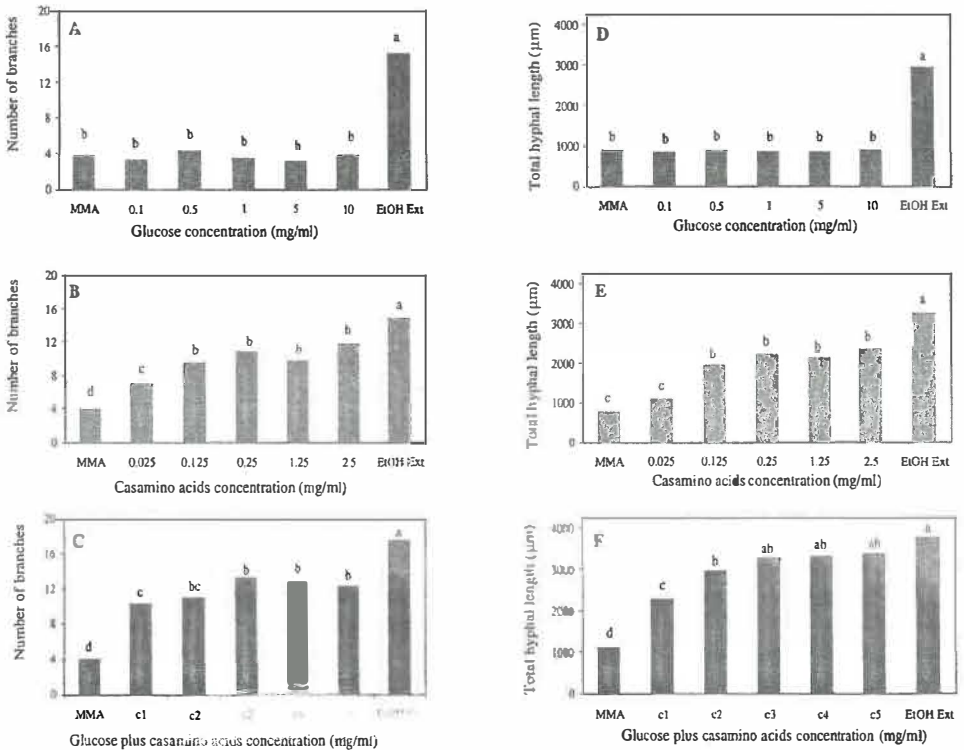 A
Number of branches
20
16
12
8
4
0
b b b b h b a
MMA 0.1 0.5 1 5 10 EtOH Ext
Glucose concentration (mg/ml)
D
Total hyphal length (µm)
4000
3000
2000
1000
0
b b b b b b a
MMA 0.1 0.5 1 5 10 EtOH Ext
Glucose concentration (mg/ml)
B
Number of branches
20
16
12
8
4
0
d c b b b b a
MMA 0.025 0.125 0.25 1.25 2.5 EtOH Ext
Casamino acids concentration (mg/ml)
E
Total hyphal length (µm)
4000
3000
2000
1000
0
c c b b b b a
MMA 0.025 0.125 0.25 1.25 2.5 EtOH Ext
Casamino acids concentration (mg/ml)
C
Number of branches
20
16
12
8
4
0
d c bc b b b a
MMA c1 c2
Glucose plus casamino acids concentration (mg/ml)
F
Total hyphal length (µm)
4000
3000
2000
1000
0
d c b ab ab ab a
MMA c1 c2 c3 c4 c5 EtOH Ext
Glucose plus casamino acids concentration (mg/ml)